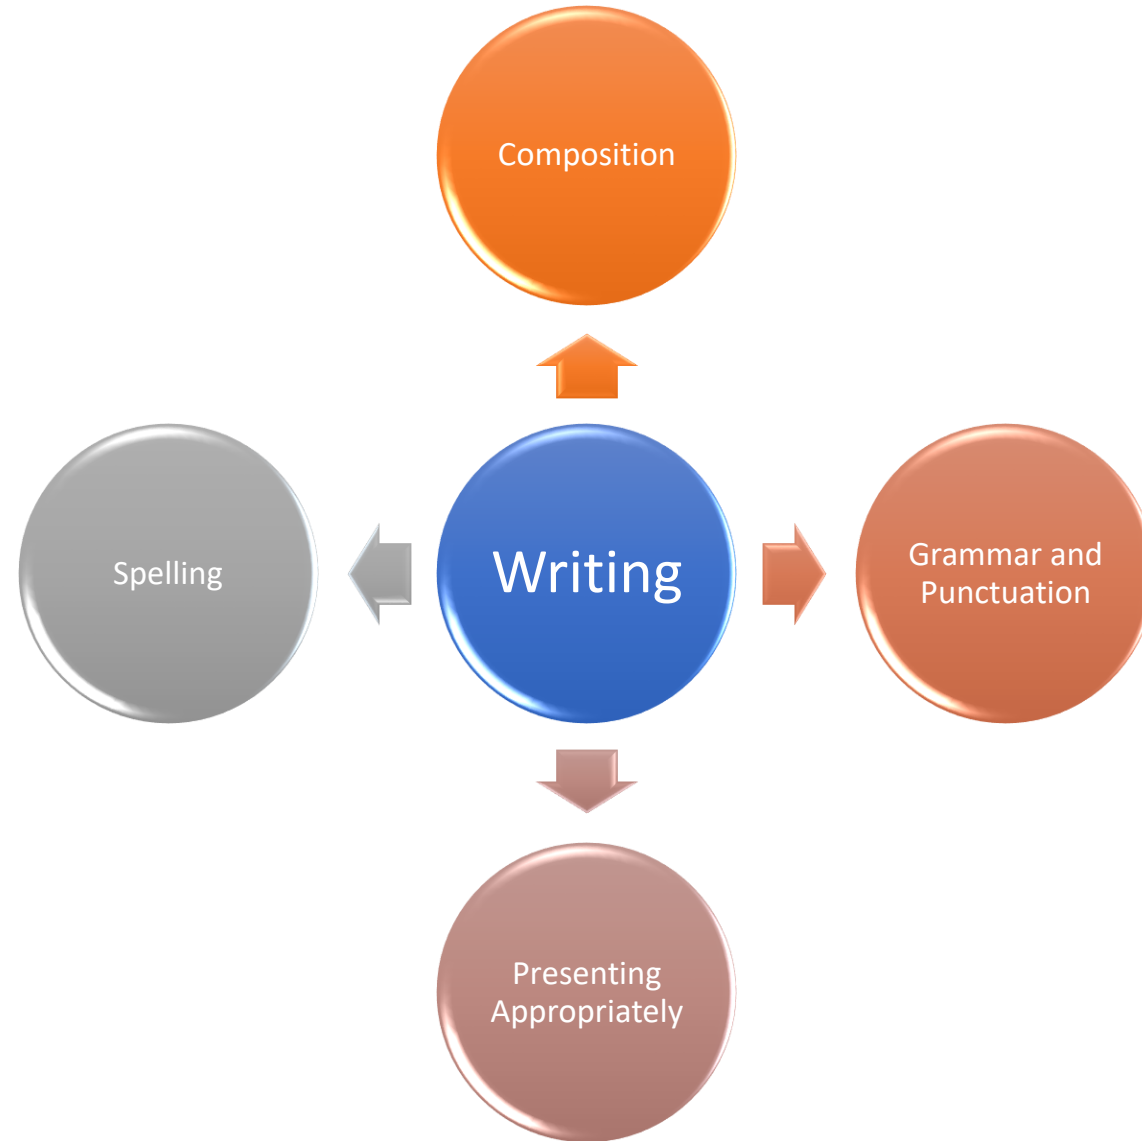 Composition
Spelling
Writing
Grammar and
Punctuation
Presenting
Appropriately